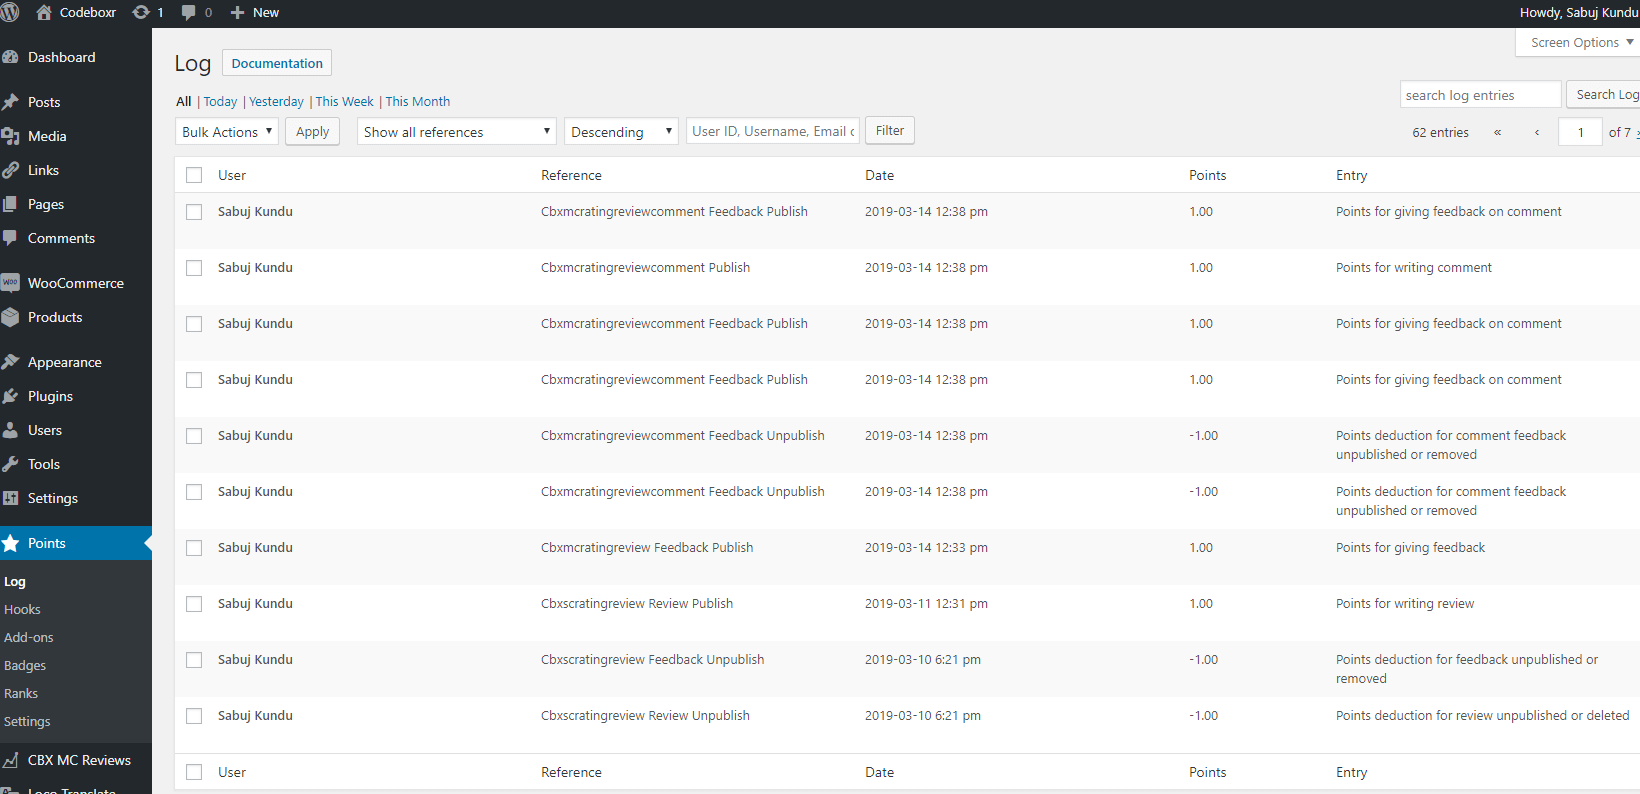 Codeboxr 1 0 New Howdy, Sabuj Kundu
Screen Options
Dashboard
Posts
Media
Links
Pages
Comments
WooCommerce
Products
Appearance
Plugins
Users
Tools
Settings
Points
Log
Hooks
Add-ons
Badges
Ranks
Settings
CBX MC Reviews
Loco Translate
Log Documentation
All | Today | Yesterday | This Week | This Month
search log entries Search Log
Bulk Actions Apply Show all references Descending User ID, Username, Email Filter
62 entries « ‹ 1 of 7 ›
User Reference Date Points Entry
Sabuj Kundu Cbxmcratingreviewcomment Feedback Publish 2019-03-14 12:38 pm 1.00 Points for giving feedback on comment
Sabuj Kundu Cbxmcratingreviewcomment Publish 2019-03-14 12:38 pm 1.00 Points for writing comment
Sabuj Kundu Cbxmcratingreviewcomment Feedback Publish 2019-03-14 12:38 pm 1.00 Points for giving feedback on comment
Sabuj Kundu Cbxmcratingreviewcomment Feedback Publish 2019-03-14 12:38 pm 1.00 Points for giving feedback on comment
Sabuj Kundu Cbxmcratingreviewcomment Feedback Unpublish 2019-03-14 12:38 pm -1.00 Points deduction for comment feedback
unpublished or removed
Sabuj Kundu Cbxmcratingreviewcomment Feedback Unpublish 2019-03-14 12:38 pm -1.00 Points deduction for comment feedback
unpublished or removed
Sabuj Kundu Cbxmcratingreview Feedback Publish 2019-03-14 12:33 pm 1.00 Points for giving feedback
Sabuj Kundu Cbxscratingreview Review Publish 2019-03-11 12:31 pm 1.00 Points for writing review
Sabuj Kundu Cbxscratingreview Feedback Unpublish 2019-03-10 6:21 pm -1.00 Points deduction for feedback unpublished or
removed
Sabuj Kundu Cbxscratingreview Review Unpublish 2019-03-10 6:21 pm -1.00 Points deduction for review unpublished or deleted
User Reference Date Points Entry